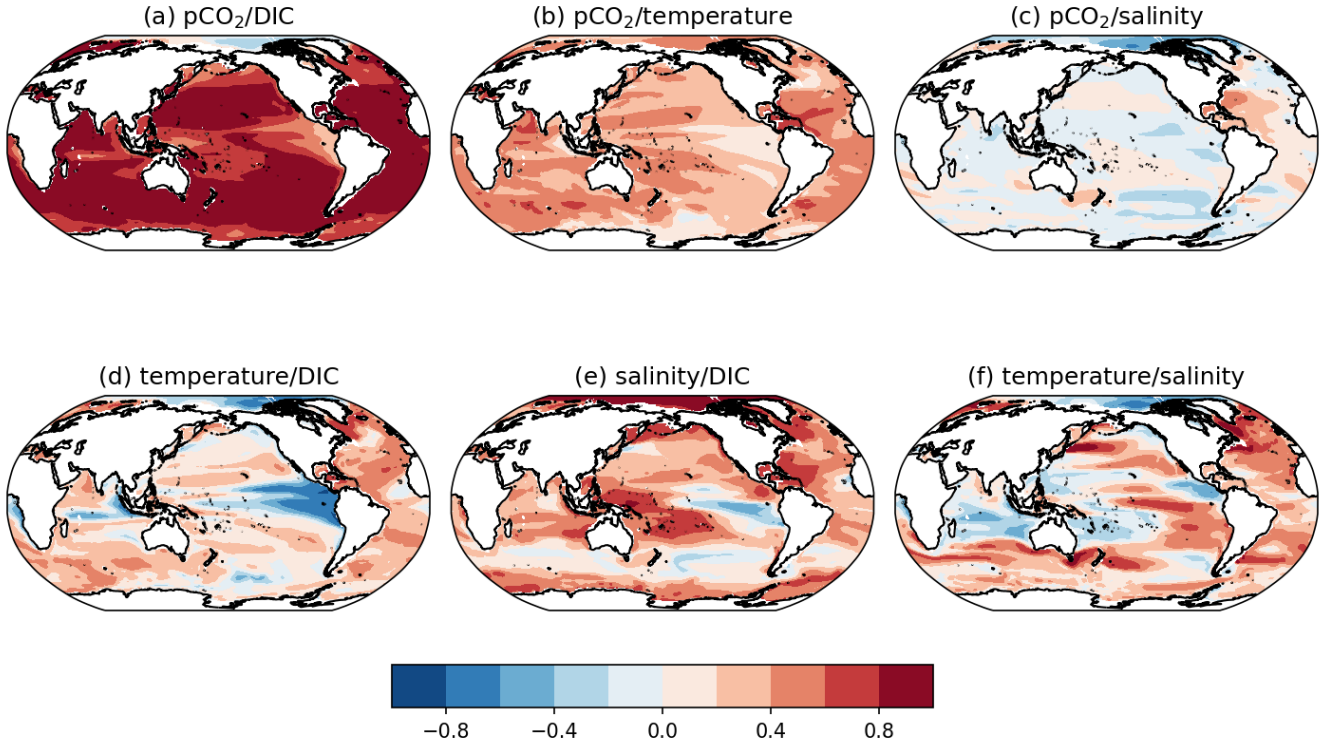 (a) pCO₂/DIC
(b) pCO₂/temperature
(c) pCO₂/salinity
(d) temperature/DIC
(e) salinity/DIC
(f) temperature/salinity
−0.8 −0.4 0.0 0.4 0.8